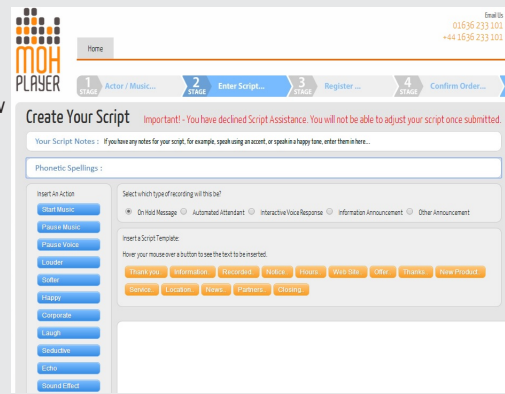 Email Us
01636 233 101
+44 1636 233 101
MOH
PLAYER
Home
1 STAGE Actor / Music...
2 STAGE Enter Script...
3 STAGE Register ...
4 STAGE Confirm Order...
Create Your Script
Important! - You have declined Script Assistance. You will not be able to adjust your script once submitted.
Your Script Notes : If you have any notes for your script, for example, speak using an accent, or speak in a happy tone, enter them in here...
Phonetic Spellings :
Insert An Action
Start Music
Pause Music
Pause Voice
Louder
Softer
Happy
Corporate
Laugh
Seductive
Echo
Sound Effect
Select which type of recording will this be?
On Hold Message Automated Attendant Interactive Voice Response Information Announcement Other Announcement
Insert a Script Template:
Hover your mouse over a button to see the text to be inserted.
Thank you.. Information.. Recorded.. Notice.. Hours.. Web Site.. Offer.. Thanks.. New Product..
Service.. Location.. News.. Partners.. Closing..